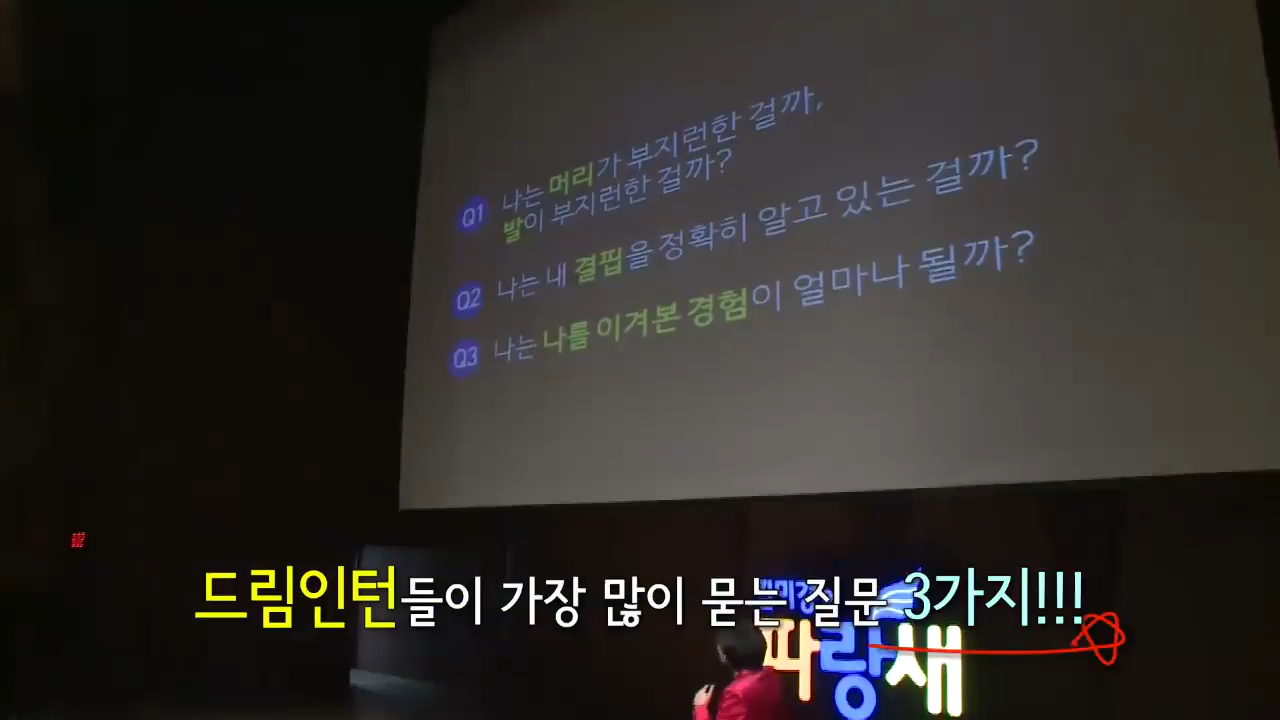 Q1 나는 머리가 부지런한 걸까,
발이 부지런한 걸까?
Q2 나는 내 결핍을 정확히 알고 있는 걸까?
Q3 나는 나를 이겨본 경험이 얼마나 될까?
드림인턴들이 가장 많이 묻는 질문 3가지!!!
파랑새